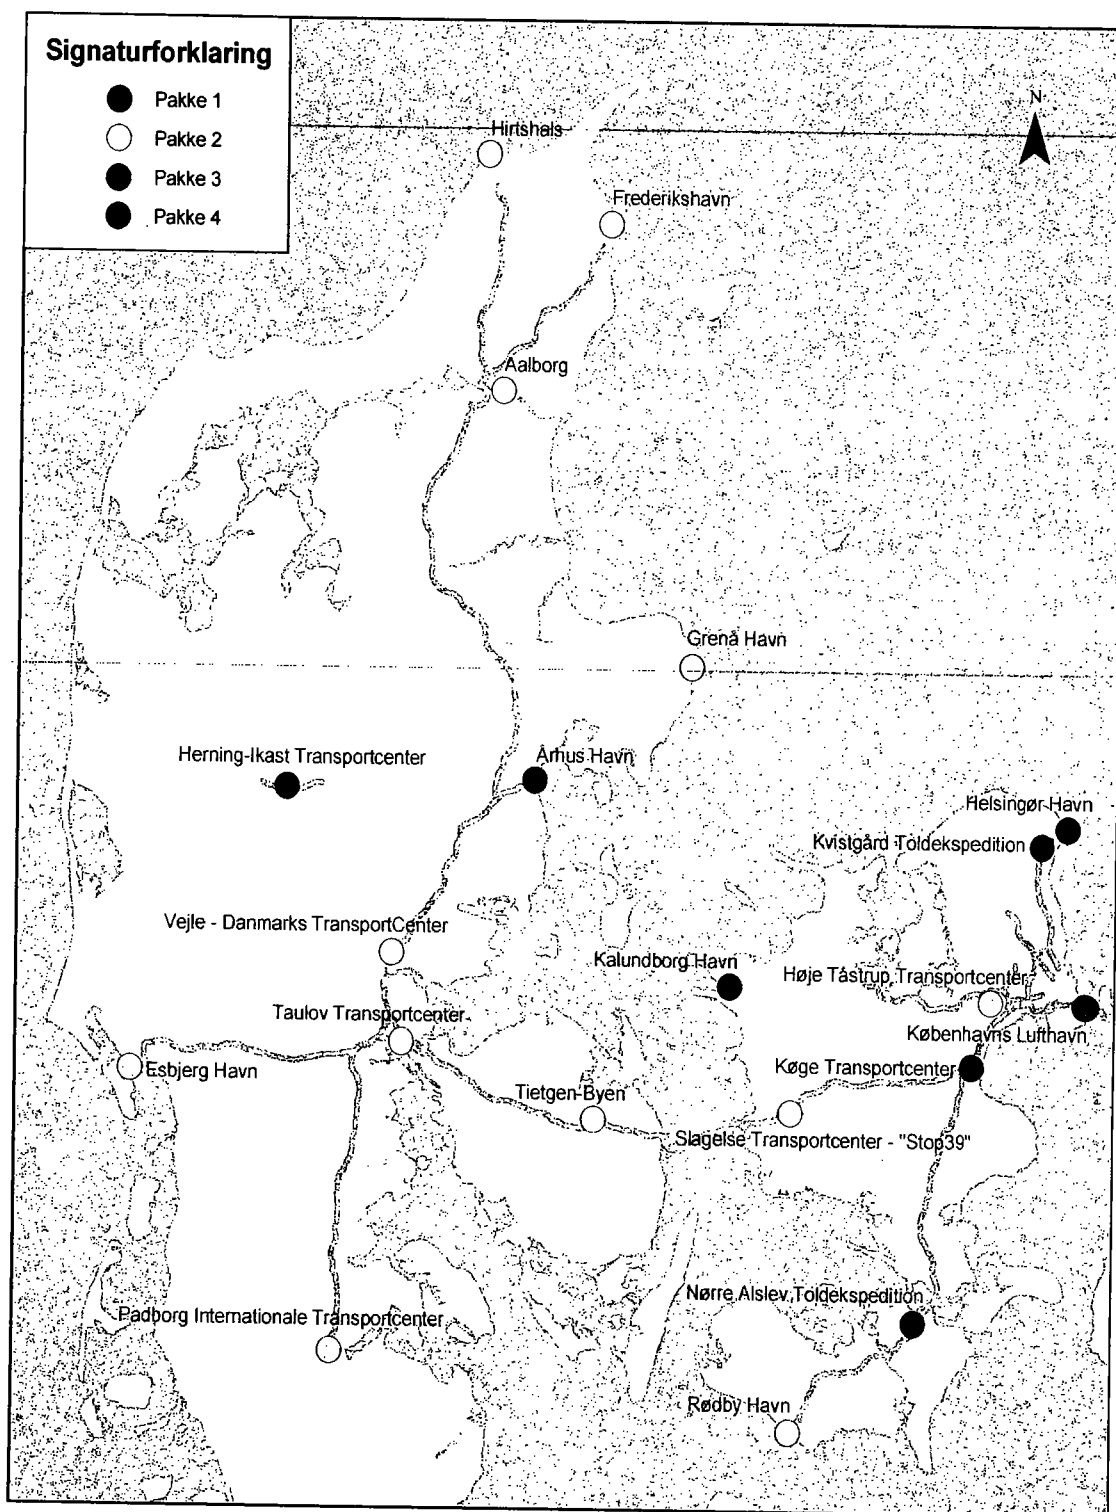 Signaturforklaring
Pakke 1
Pakke 2
Pakke 3
Pakke 4
N
Hirtshals
Frederikshavn
Aalborg
Grenå Havn
Herning-Ikast Transportcenter
Århus Havn
Helsingør Havn
Kvistgård Toldekspedition
Vejle - Danmarks TransportCenter
Kalundborg Havn
Høje Tåstrup Transportcenter
Taulov Transportcenter
Københavns Lufthavn
Esbjerg Havn
Køge Transportcenter
Tietgen-Byen
Slagelse Transportcenter - "Stop39"
Nørre Alslev Toldekspedition
Padborg Internationale Transportcenter
Rødby Havn